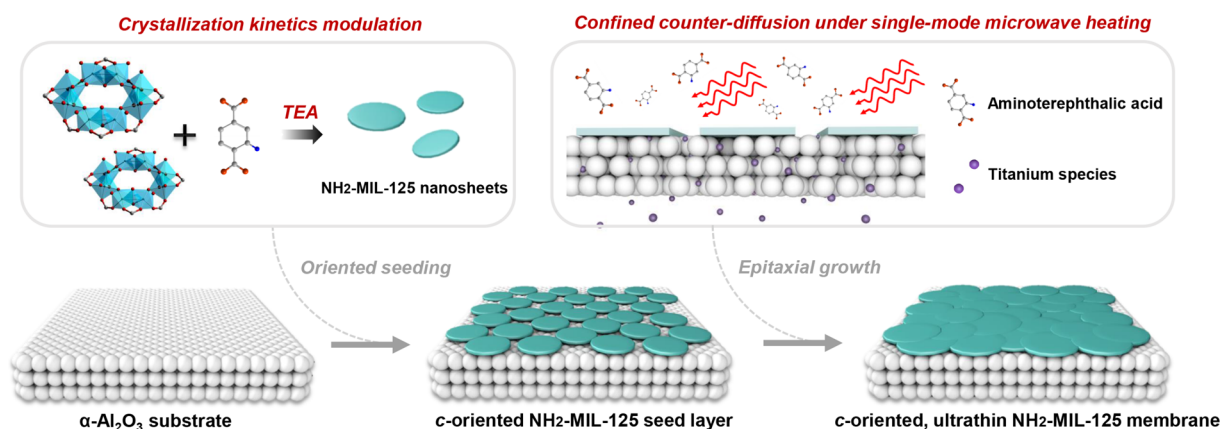 Crystallization kinetics modulation
Confined counter-diffusion under single-mode microwave heating
TEA
+
NH2-MIL-125 nanosheets
Aminoterephthalic acid
Titanium species
Oriented seeding
Epitaxial growth
α-Al₂O₃ substrate
c-oriented NH2-MIL-125 seed layer
c-oriented, ultrathin NH2-MIL-125 membrane